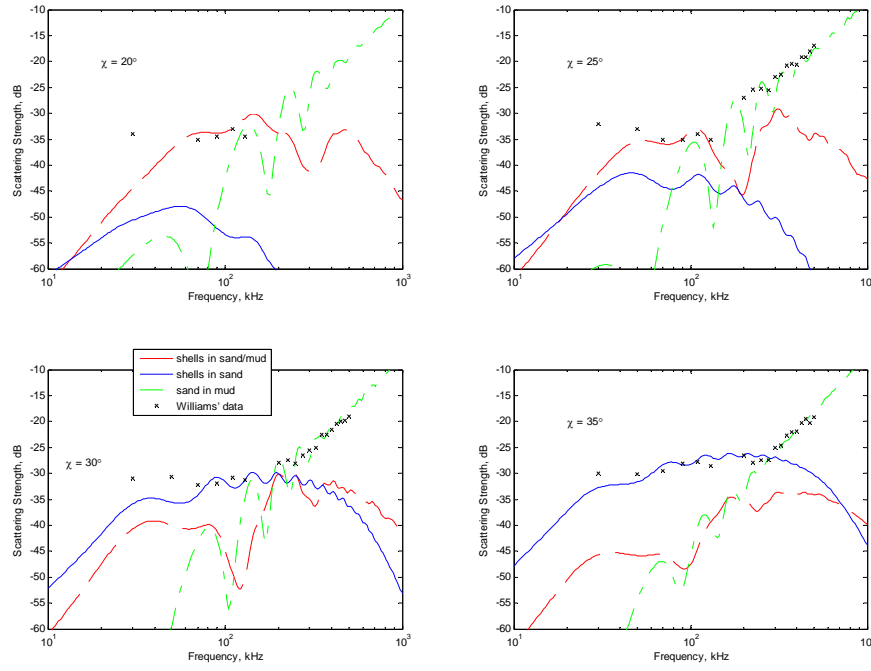 -10
-15
-20
-25
-30
-35
-40
-45
-50
-55
-60
Scattering Strength, dB
χ = 20°
10¹ 10² 10³
Frequency, kHz
-10
-15
-20
-25
-30
-35
-40
-45
-50
-55
-60
Scattering Strength, dB
χ = 25°
10¹ 10² 10
Frequency, kHz
-10
-15
-20
-25
-30
-35
-40
-45
-50
-55
-60
Scattering Strength, dB
shells in sand/mud
shells in sand
sand in mud
Williams' data
χ = 30°
10¹ 10² 10³
Frequency, kHz
-10
-15
-20
-25
-30
-35
-40
-45
-50
-55
-60
Scattering Strength, dB
χ = 35°
10¹ 10² 10
Frequency, kHz